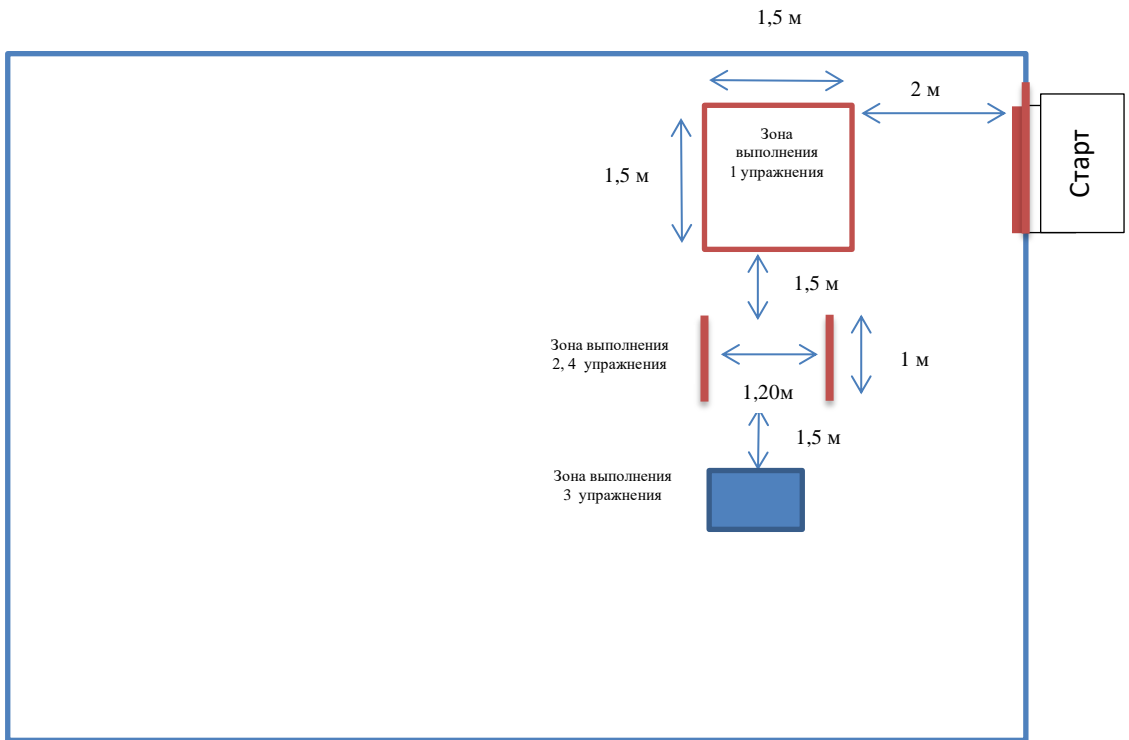 1,5 м
2 м
Зона
выполнения
1 упражнения
1,5 м
Старт
1,5 м
Зона выполнения
2, 4  упражнения
1 м
1,20м
1,5 м
Зона выполнения
3  упражнения